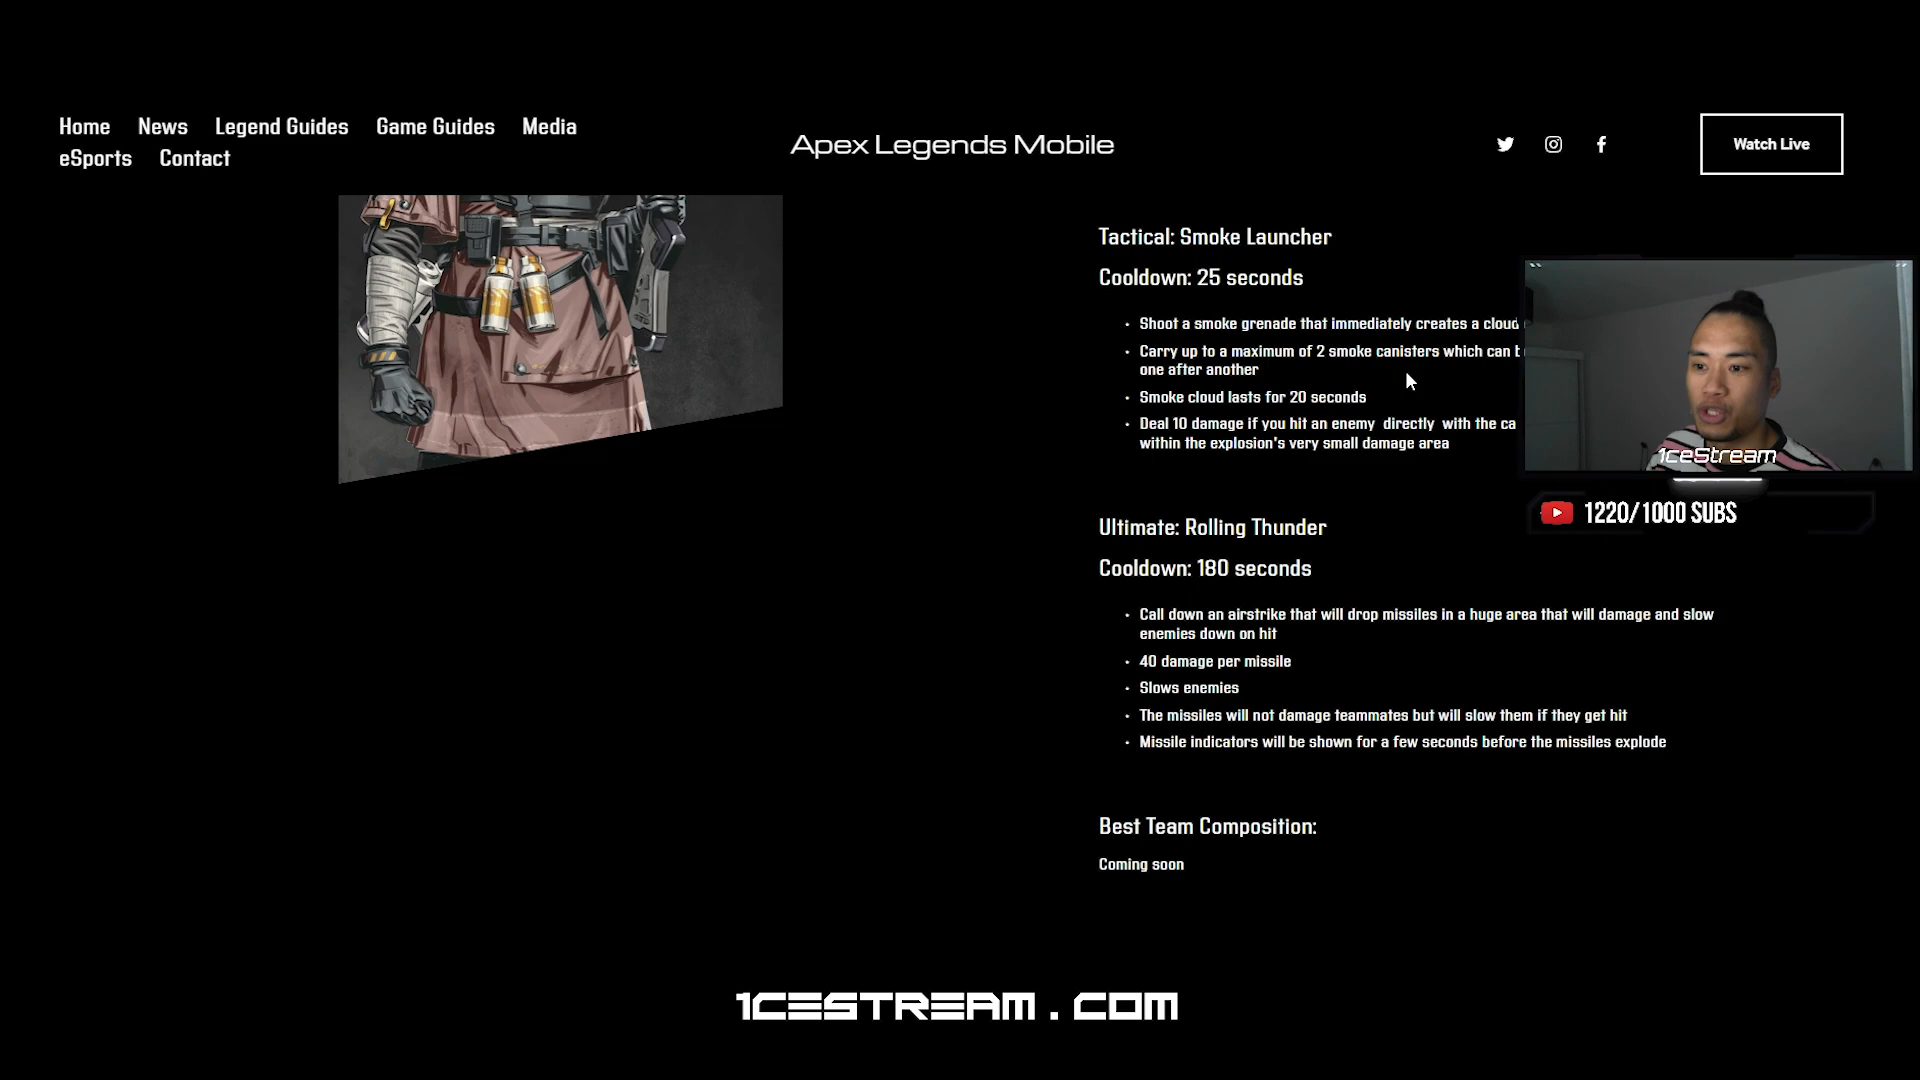 Home News Legend Guides Game Guides Media
eSports Contact
Apex Legends Mobile
Watch Live
Tactical: Smoke Launcher
Cooldown: 25 seconds
• Shoot a smoke grenade that immediately creates a cloud
• Carry up to a maximum of 2 smoke canisters which can
one after another
• Smoke cloud lasts for 20 seconds
• Deal 10 damage if you hit an enemy directly with the
within the explosion's very small damage area
1ceStream
1220/1000 SUBS
Ultimate: Rolling Thunder
Cooldown: 180 seconds
• Call down an airstrike that will drop missiles in a huge area that will damage and slow
enemies down on hit
• 40 damage per missile
• Slows enemies
• The missiles will not damage teammates but will slow them if they get hit
• Missile indicators will be shown for a few seconds before the missiles explode
Best Team Composition:
Coming soon
1CESTREAM.COM